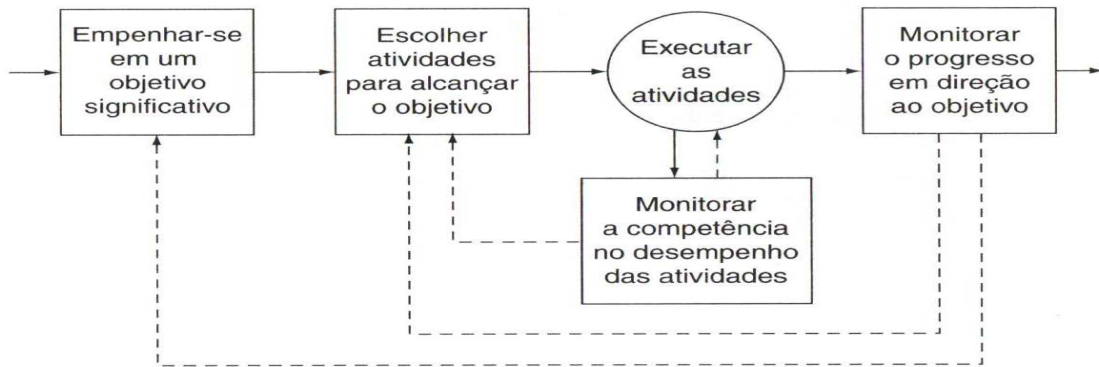 Empenhar-se
em um
objetivo
significativo
Escolher
atividades
para alcançar
o objetivo
Executar
as
atividades
Monitorar
o progresso
em direção
ao objetivo
Monitorar
a competência
no desempenho
das atividades